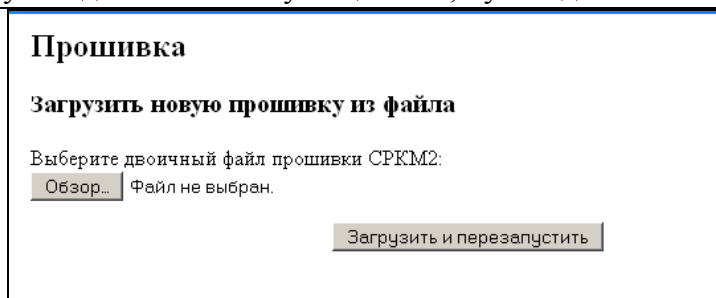 Прошивка
Загрузить новую прошивку из файла
Выберите двоичный файл прошивки СРКМ2:
Обзор… Файл не выбран.
Загрузить и перезапустить